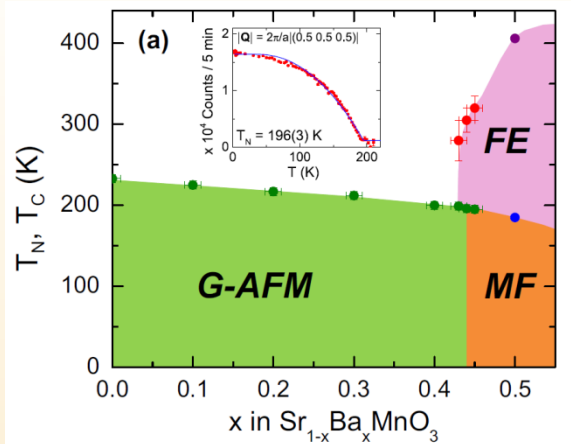 (a)
|Q| = 2π/a|(0.5 0.5 0.5)|
x 10⁴ Counts / 5 min
2
1
0
T_N = 196(3) K
0
100
200
T (K)
T_N, T_C (K)
400
300
200
100
0
FE
G-AFM
MF
0.0
0.1
0.2
0.3
0.4
0.5
x in Sr₁₋ₓBaₓMnO₃